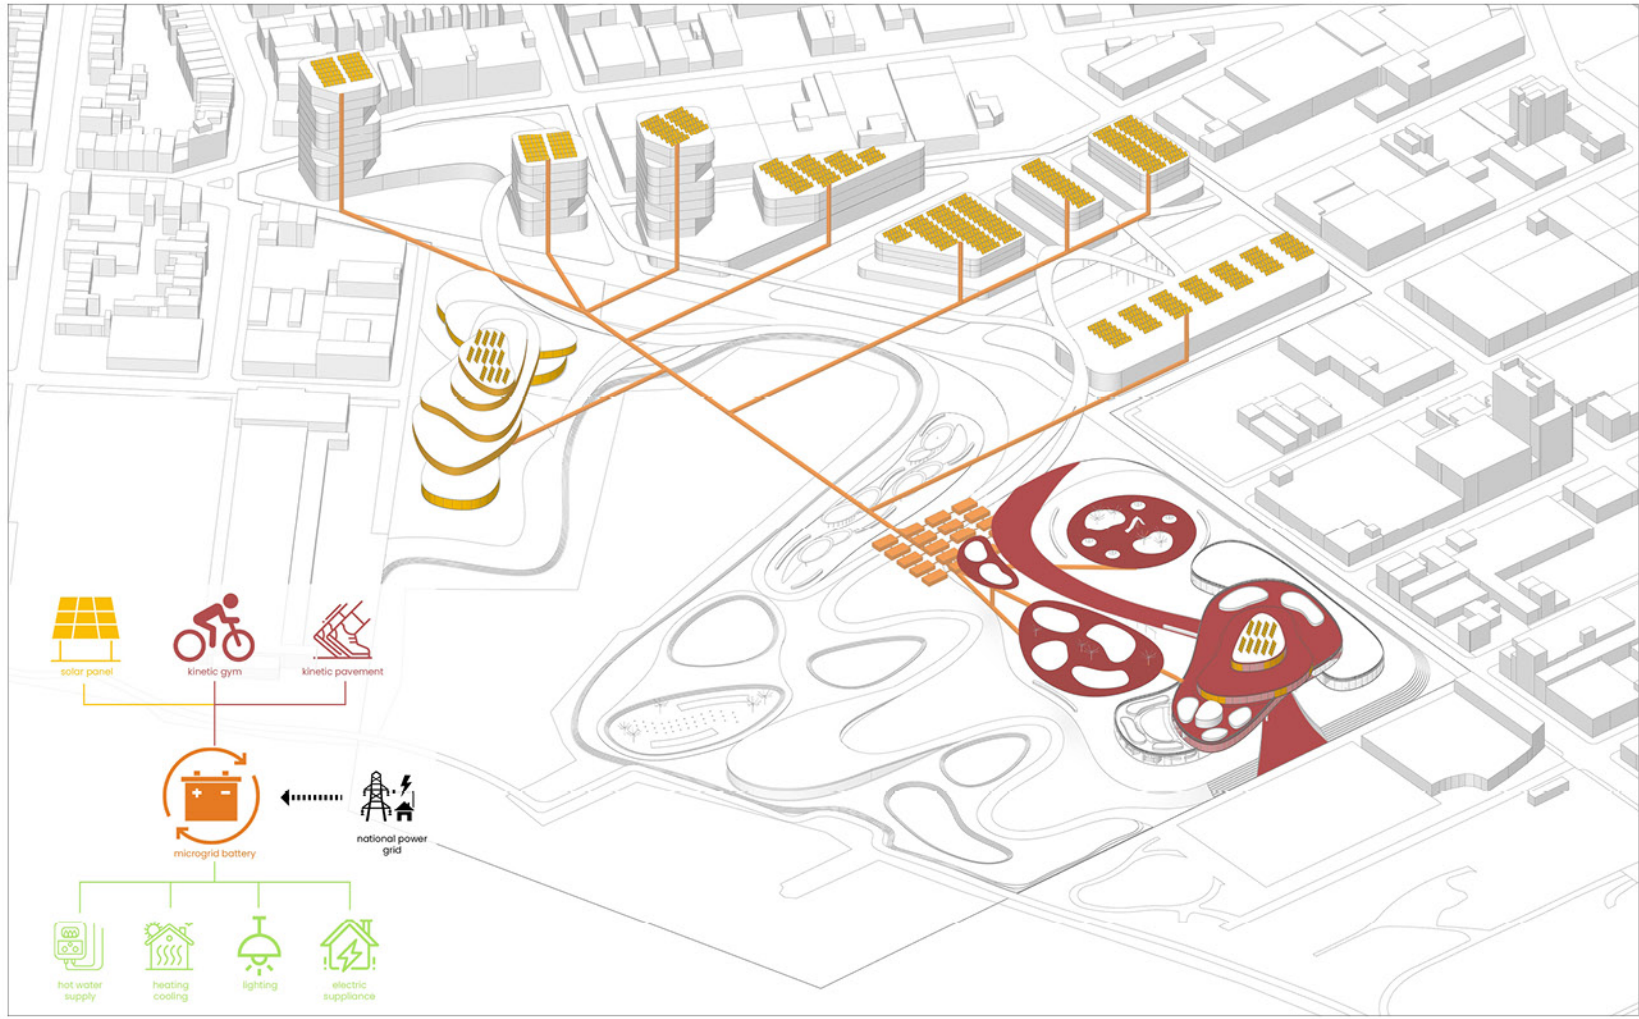 solar panel
kinetic gym
kinetic pavement
microgrid battery
national power
grid
hot water
supply
heating
cooling
lighting
electric
suppliance